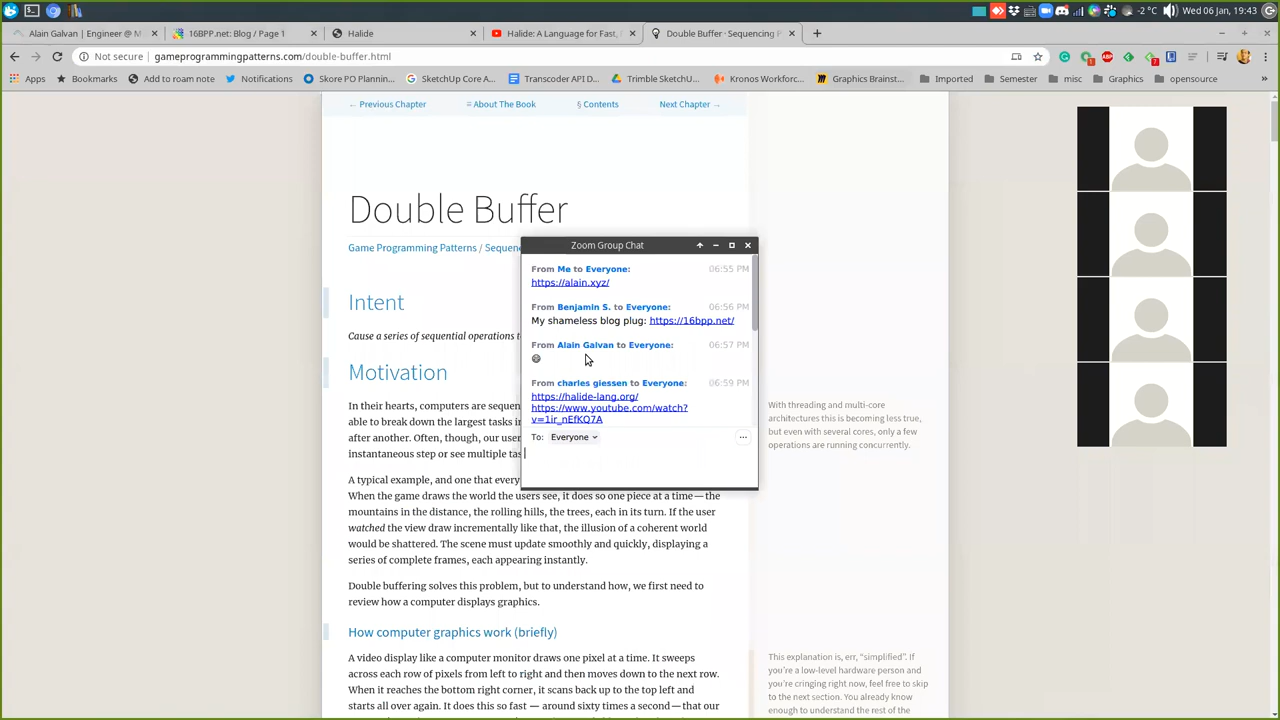 -2 °C
Wed 06 Jan, 19:43
Alain Galvan | Engineer @ M
16BPP.net: Blog / Page 1
Halide
Halide: A Language for Fast,
Double Buffer · Sequencing P
Not secure
gameprogrammingpatterns.com/double-buffer.html
Apps
Bookmarks
Add to roam note
Notifications
Skore PO Planning...
SketchUp Core A...
Transcoder API D...
Trimble SketchU...
Kronos Workforc...
Graphics Brainst...
Imported
Semester
misc
Graphics
opensource
← Previous Chapter
≡ About The Book
§ Contents
Next Chapter →
Double Buffer
Game Programming Patterns / Sequen
Intent
Cause a series of sequential operations t
Motivation
In their hearts, computers are sequen
able to break down the largest tasks in
after another. Often, though, our user
instantaneous step or see multiple tas
A typical example, and one that every
When the game draws the world the users see, it does so one piece at a time — the
mountains in the distance, the rolling hills, the trees, each in its turn. If the user
watched the view draw incrementally like that, the illusion of a coherent world
would be shattered. The scene must update smoothly and quickly, displaying a
series of complete frames, each appearing instantly.
Double buffering solves this problem, but to understand how, we first need to
review how a computer displays graphics.
How computer graphics work (briefly)
A video display like a computer monitor draws one pixel at a time. It sweeps
across each row of pixels from left to right and then moves down to the next row.
When it reaches the bottom right corner, it scans back up to the top left and
starts all over again. It does this so fast — around sixty times a second — that our
Zoom Group Chat
From Me to Everyone:
06:55 PM
https://alain.xyz/
From Benjamin S. to Everyone:
06:56 PM
My shameless blog plug: https://16bpp.net/
From Alain Galvan to Everyone:
06:57 PM
From charles giessen to Everyone:
06:59 PM
https://halide-lang.org/
https://www.youtube.com/watch?
v=1ir_nEfKQ7A
To: Everyone
...
With threading and multi-core
architectures this is becoming less true,
but even with several cores, only a few
operations are running concurrently.
This explanation is, err, “simplified”. If
you’re a low-level hardware person and
you’re cringing right now, feel free to skip
to the next section. You already know
enough to understand the rest of the